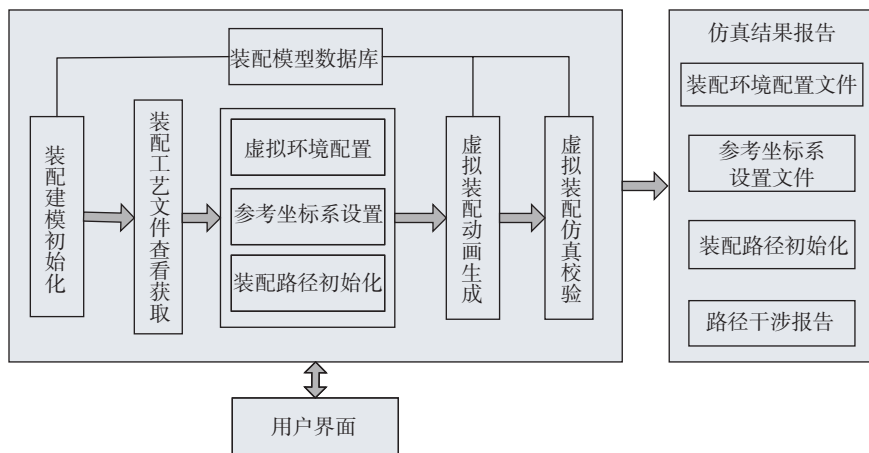 装配模型数据库
装配建模初始化
装配工艺文件查看获取
虚拟环境配置
参考坐标系设置
装配路径初始化
虚拟装配动画生成
虚拟装配仿真校验
用户界面
仿真结果报告
装配环境配置文件
参考坐标系
设置文件
装配路径初始化
路径干涉报告